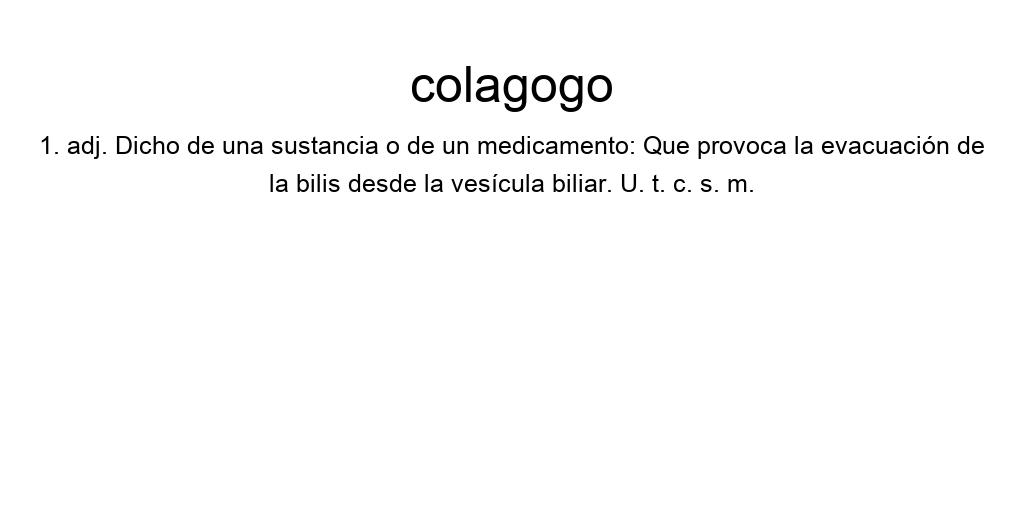 colagogo
1. adj. Dicho de una sustancia o de un medicamento: Que provoca la evacuación de
la bilis desde la vesícula biliar. U. t. c. s. m.